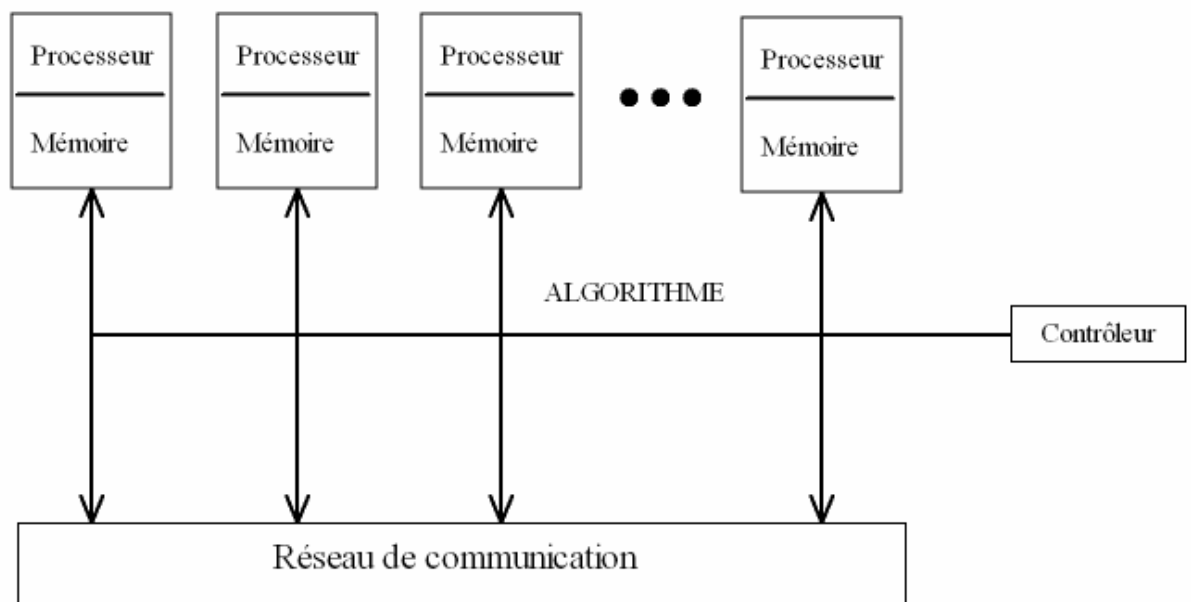 Processeur
Mémoire
Processeur
Mémoire
Processeur
Mémoire
Processeur
Mémoire
ALGORITHME
Contrôleur
Réseau de communication